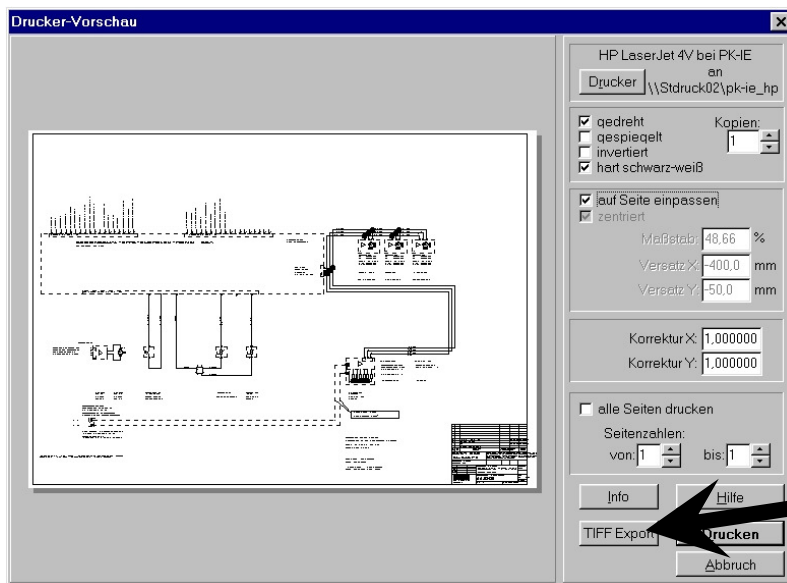 Drucker-Vorschau
HP LaserJet 4V bei PK-IE
an
Drucker
\\Stdruck02\pk-ie_hp
gedreht
Kopien:
gespiegelt
1
invertiert
hart schwarz-weiß
auf Seite einpassen
zentriert
Maßstab: 48,66 %
Versatz X: -400,0 mm
Versatz Y: -50,0 mm
Korrektur X: 1,000000
Korrektur Y: 1,000000
alle Seiten drucken
Seitenzahlen:
von: 1 bis: 1
Info Hilfe
TIFF Export Drucken
Abbruch